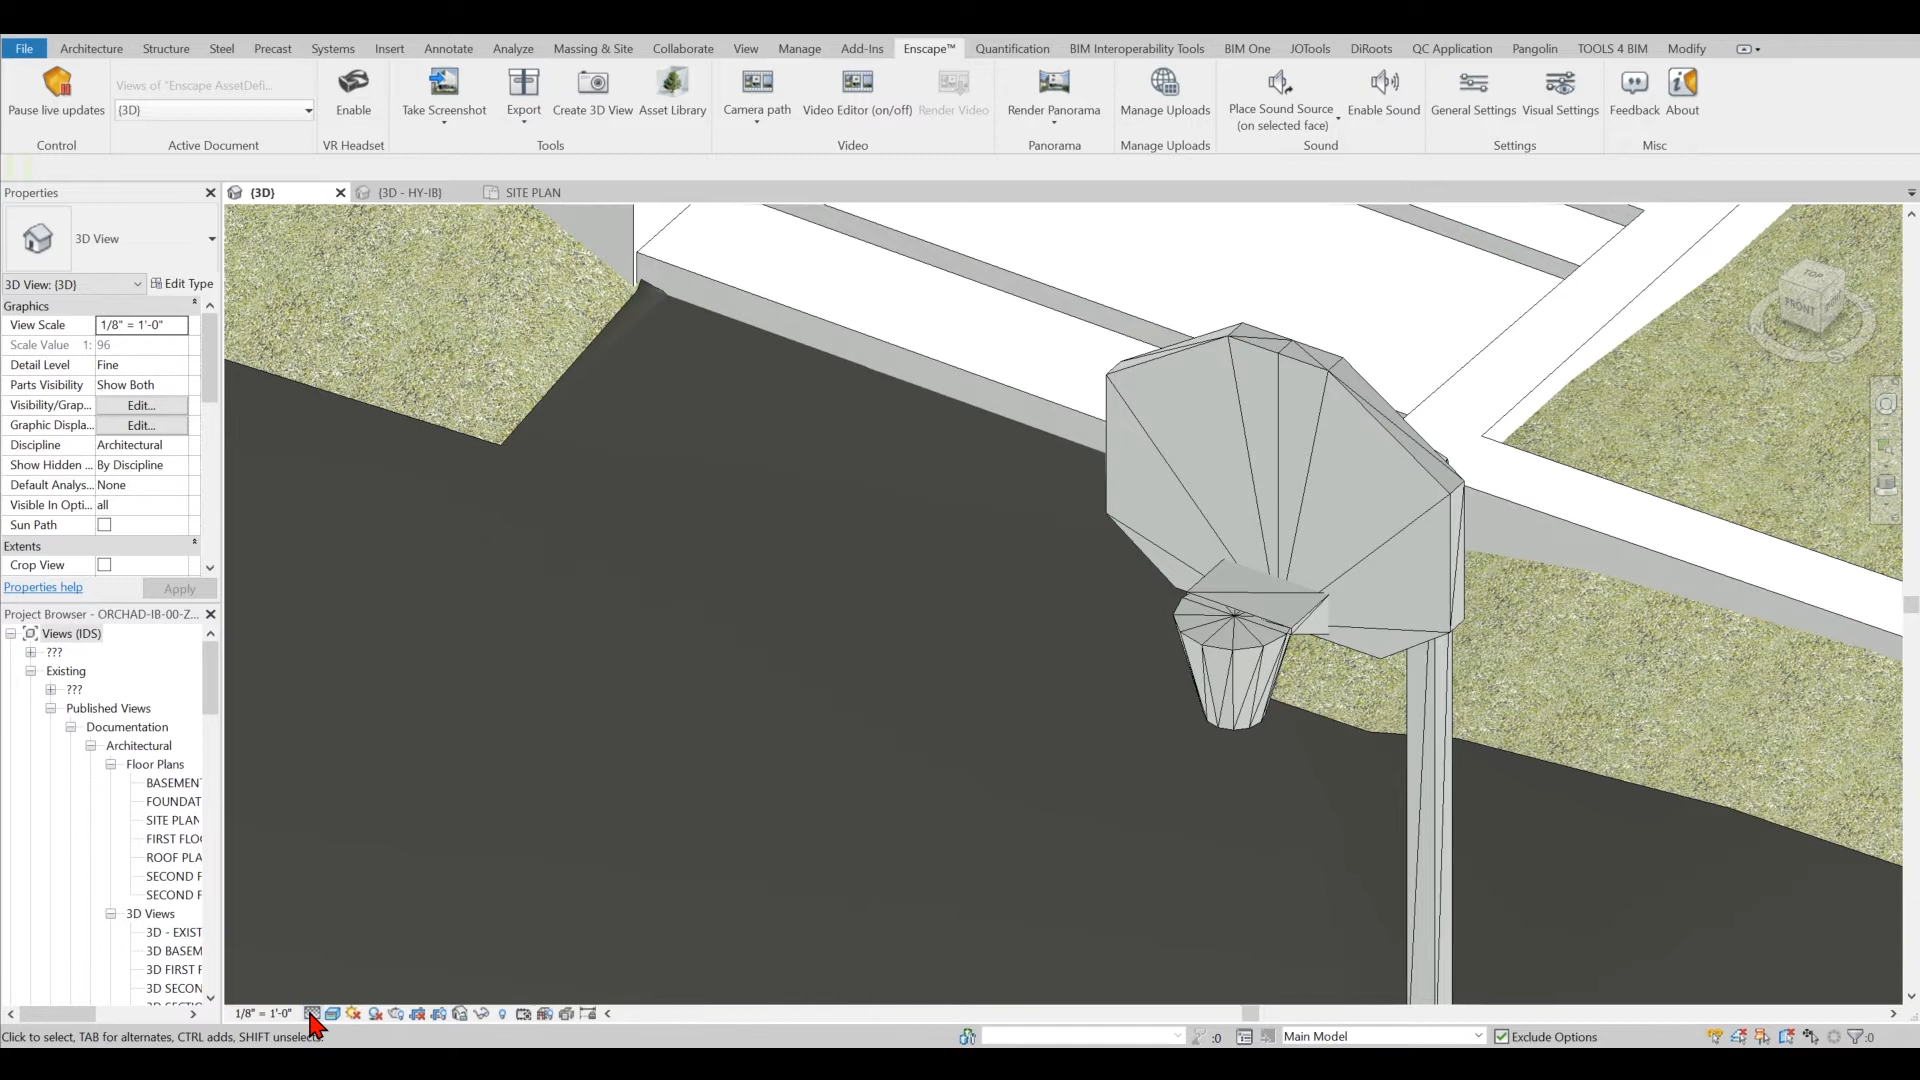 File Architecture Structure Steel Precast Systems Insert Annotate Analyze Massing & Site Collaborate View Manage Add-Ins Enscape™ Quantification BIM Interoperability Tools BIM One JOTools DiRoots QC Application Pangolin TOOLS 4 BIM Modify
Views of "Enscape AssetDefi...
{3D}
Pause live updates Enable Take Screenshot Export Create 3D View Asset Library Camera path Video Editor (on/off) Render Video Render Panorama Manage Uploads Place Sound Source
(on selected face) Enable Sound General Settings Visual Settings Feedback About
Control Active Document VR Headset Tools Video Panorama Manage Uploads Sound Settings Misc
Properties
{3D} {3D - HY-IB} SITE PLAN
3D View
3D View: {3D} Edit Type
Graphics
View Scale 1/8" = 1'-0"
Scale Value 1: 96
Detail Level Fine
Parts Visibility Show Both
Visibility/Grap... Edit...
Graphic Displa... Edit...
Discipline Architectural
Show Hidden ... By Discipline
Default Analys... None
Visible In Opti... all
Sun Path
Extents
Crop View
Properties help Apply
Project Browser - ORCHAD-IB-00-Z...
Views (IDS)
???
Existing
???
Published Views
Documentation
Architectural
Floor Plans
BASEMENT
FOUNDAT
SITE PLAN
FIRST FLO
ROOF PLA
SECOND F
SECOND F
3D Views
3D - EXIST
3D BASEM
3D FIRST F
3D SECON
TOP
FRONT
1/8" = 1'-0"
Click to select, TAB for alternates, CTRL adds, SHIFT unselects.
:0 Main Model Exclude Options :0